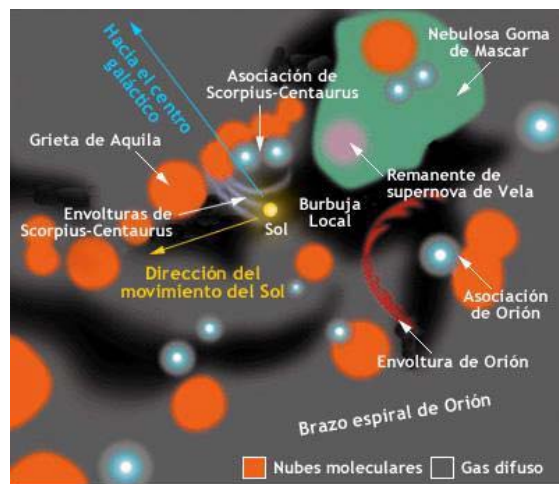 Nebulosa Goma
de Mascar
Hacia el centro
galáctico
Asociación de
Scorpius-Centaurus
Grieta de Aquila
Remanente de
supernova de Vela
Envolturas de
Scorpius-Centaurus
Burbuja
Local
Sol
Dirección del
movimiento del Sol
Asociación
de Orión
Envoltura de Orión
Brazo espiral de Orión
Nubes moleculares
Gas difuso